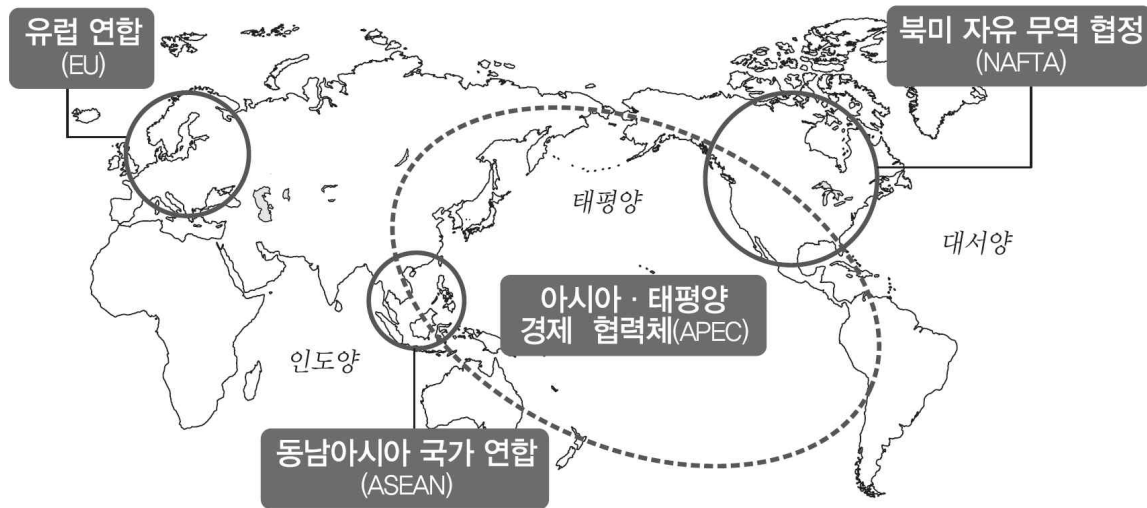 유럽 연합
(EU)
북미 자유 무역 협정
(NAFTA)
태평양
대서양
아시아 · 태평양
경제 협력체(APEC)
인도양
동남아시아 국가 연합
(ASEAN)